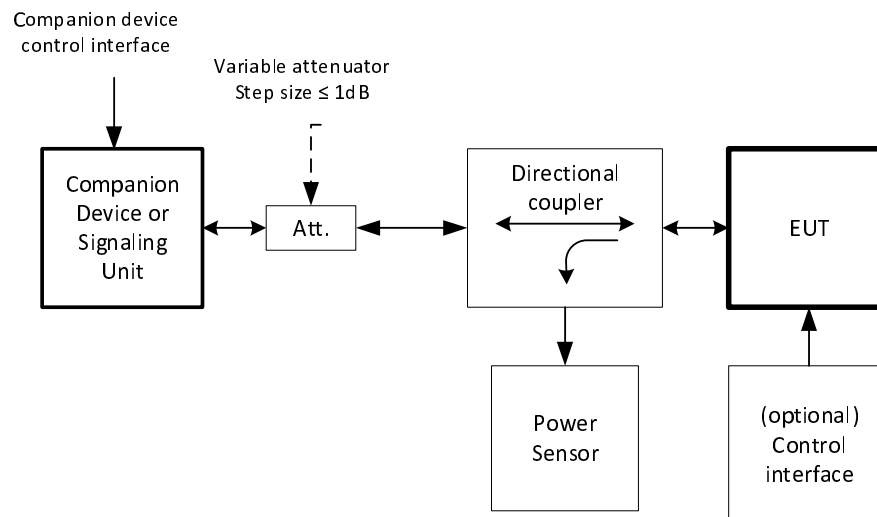 Companion device
control interface
Variable attenuator
Step size ≤ 1dB
Companion
Device or
Signaling
Unit
Att.
Directional
coupler
EUT
Power
Sensor
(optional)
Control
interface